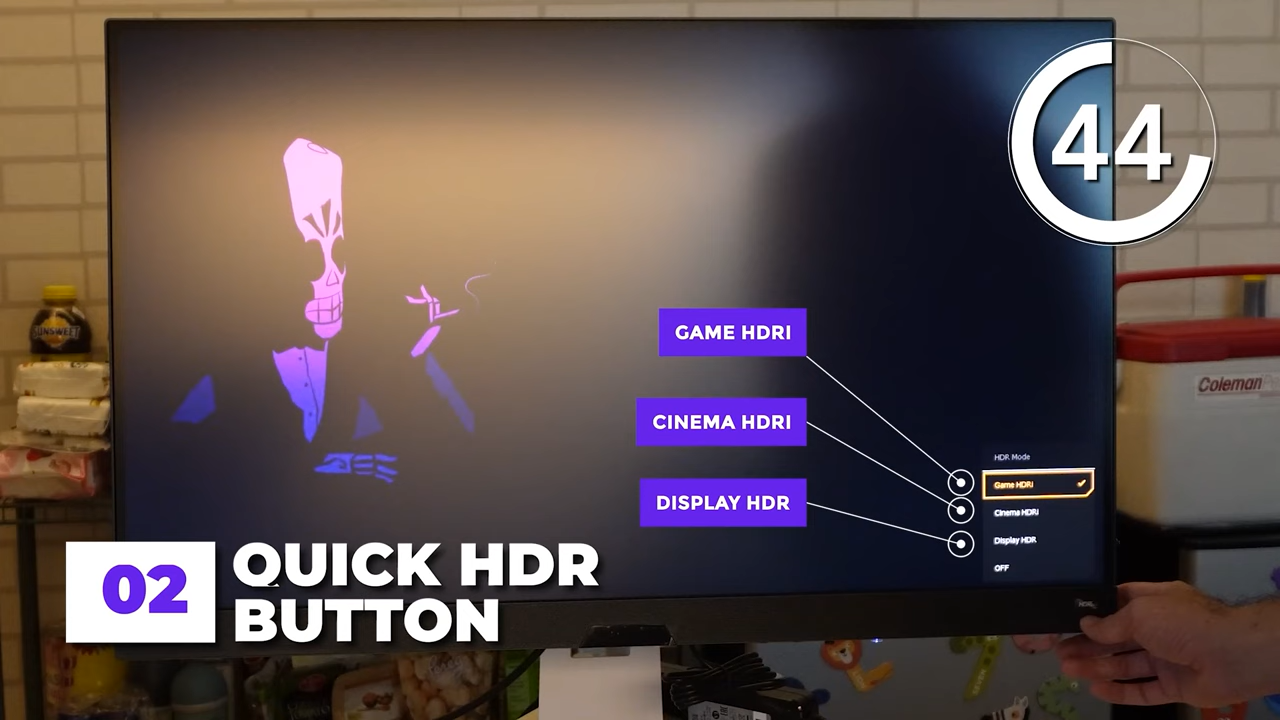 44
SUNSWEET
GAME HDRI
CINEMA HDRI
DISPLAY HDR
Coleman
HDR Mode
Game HDRi
Cinema HDRi
Display HDR
OFF
02
QUICK HDR
BUTTON